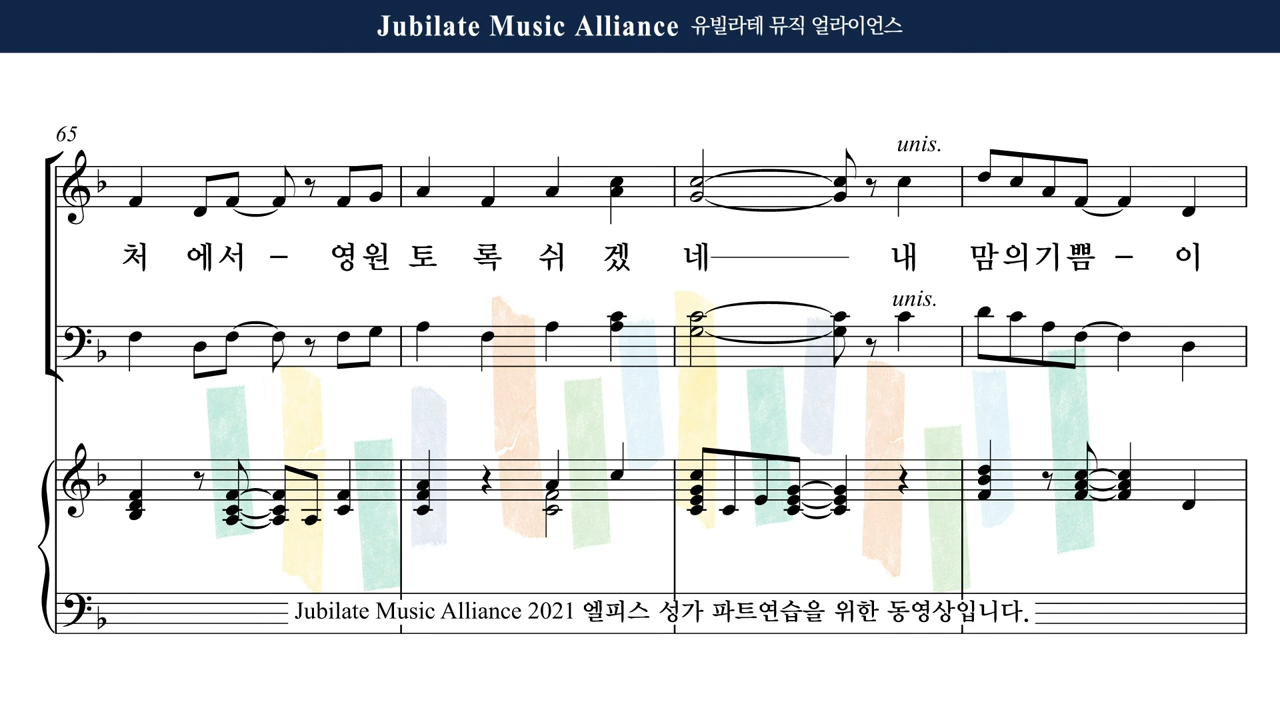 Jubilate Music Alliance 유빌라테 뮤직 얼라이언스
65
unis.
처 에서 – 영원 토 록 쉬 겠 네 내 맘의기쁨 – 이
unis.
Jubilate Music Alliance 2021 엘피스 성가 파트연습을 위한 동영상입니다.